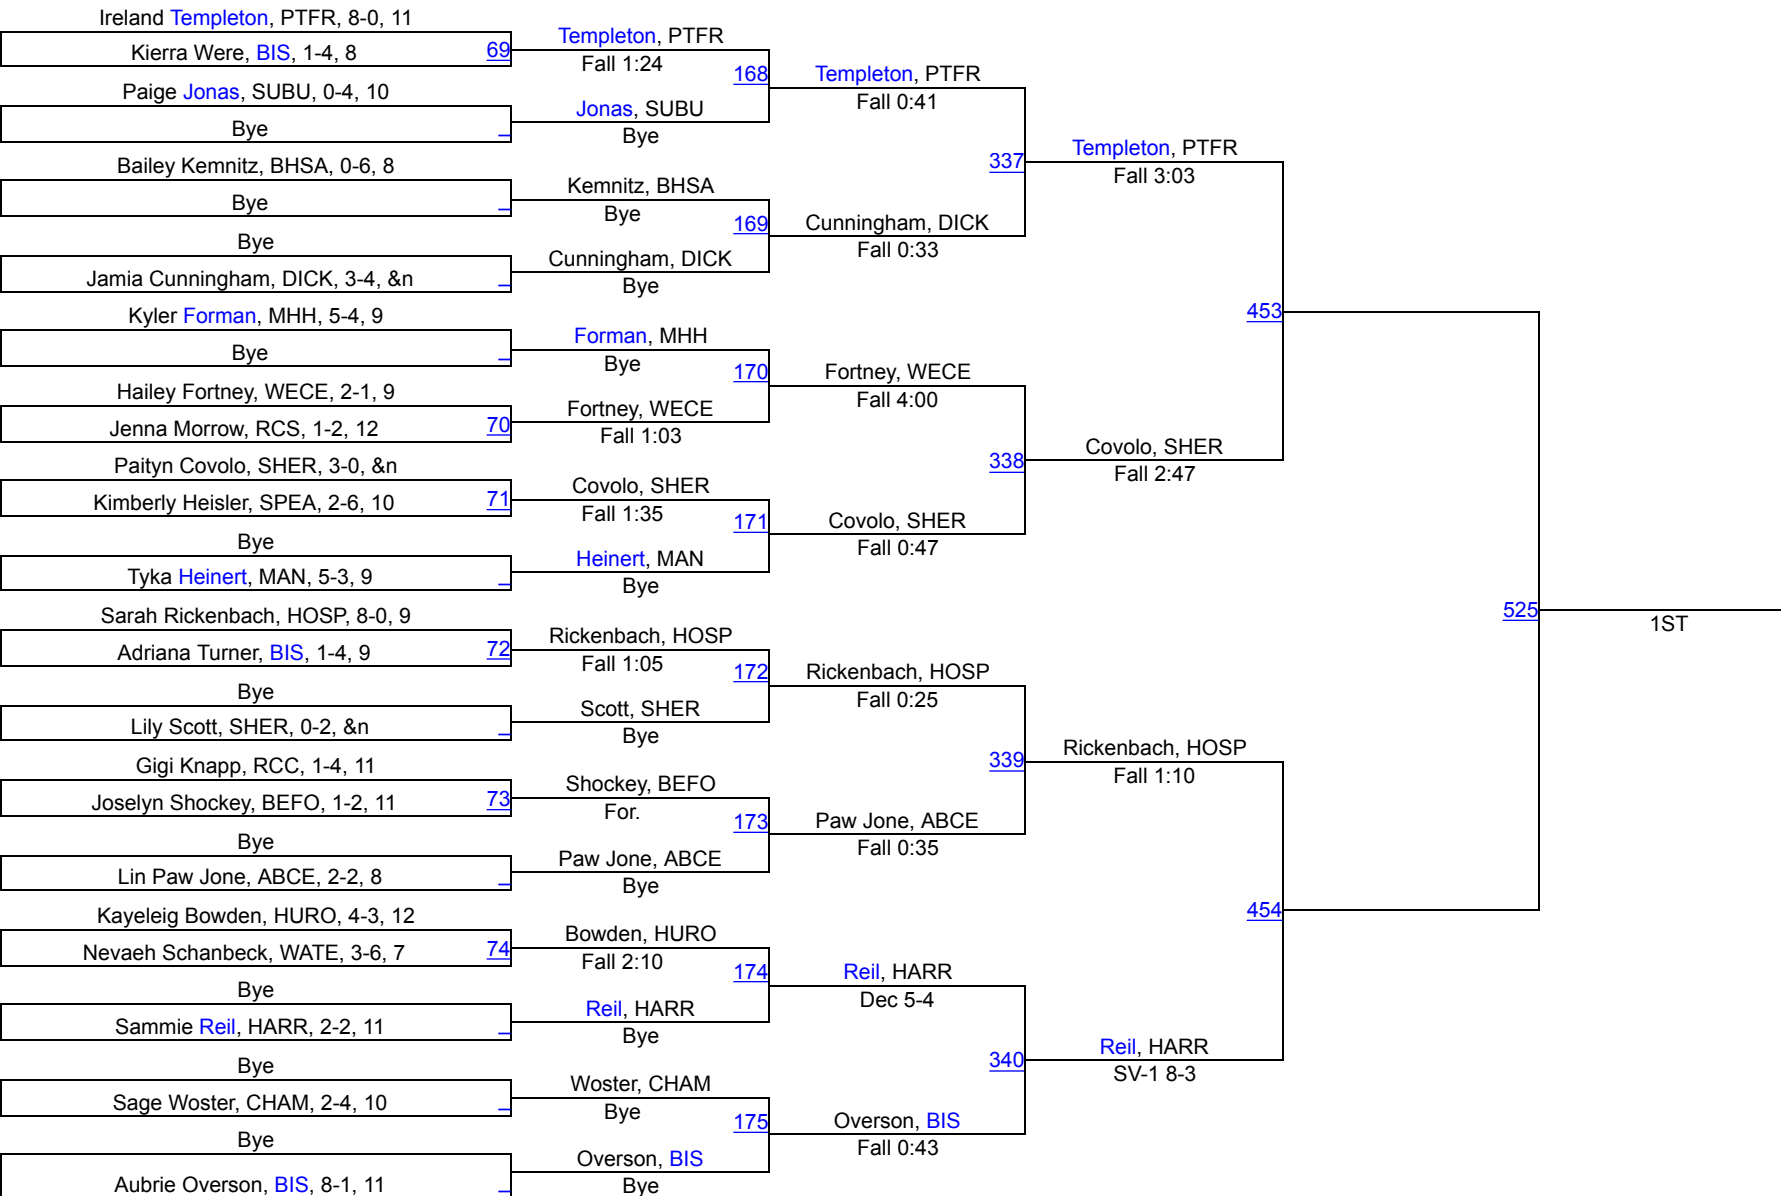 Ireland Templeton, PTFR, 8-0, 11
Kierra Were, BIS, 1-4, 8
69
Paige Jonas, SUBU, 0-4, 10
Bye
Bailey Kemnitz, BHSA, 0-6, 8
Bye
Bye
Jamia Cunningham, DICK, 3-4, &n
Kyler Forman, MHH, 5-4, 9
Bye
Hailey Fortney, WECE, 2-1, 9
Jenna Morrow, RCS, 1-2, 12
70
Paityn Covolo, SHER, 3-0, &n
Kimberly Heisler, SPEA, 2-6, 10
71
Bye
Tyka Heinert, MAN, 5-3, 9
Sarah Rickenbach, HOSP, 8-0, 9
Adriana Turner, BIS, 1-4, 9
72
Bye
Lily Scott, SHER, 0-2, &n
Gigi Knapp, RCC, 1-4, 11
Joselyn Shockey, BEFO, 1-2, 11
73
Bye
Lin Paw Jone, ABCE, 2-2, 8
Kayeleig Bowden, HURO, 4-3, 12
Nevaeh Schanbeck, WATE, 3-6, 7
74
Bye
Sammie Reil, HARR, 2-2, 11
Bye
Sage Woster, CHAM, 2-4, 10
Bye
Aubrie Overson, BIS, 8-1, 11
Templeton, PTFR
Fall 1:24
168
Jonas, SUBU
Bye
Kemnitz, BHSA
Bye
169
Cunningham, DICK
Bye
Forman, MHH
Bye
170
Fortney, WECE
Fall 1:03
Covolo, SHER
Fall 1:35
171
Heinert, MAN
Bye
Rickenbach, HOSP
Fall 1:05
172
Scott, SHER
Bye
Shockey, BEFO
For.
173
Paw Jone, ABCE
Bye
Bowden, HURO
Fall 2:10
174
Reil, HARR
Bye
Woster, CHAM
Bye
175
Overson, BIS
Bye
Templeton, PTFR
Fall 0:41
337
Cunningham, DICK
Fall 0:33
Fortney, WECE
Fall 4:00
338
Covolo, SHER
Fall 0:47
Rickenbach, HOSP
Fall 0:25
339
Paw Jone, ABCE
Fall 0:35
Reil, HARR
Dec 5-4
340
Overson, BIS
Fall 0:43
Templeton, PTFR
Fall 3:03
453
Covolo, SHER
Fall 2:47
Rickenbach, HOSP
Fall 1:10
454
Reil, HARR
SV-1 8-3
525
1ST